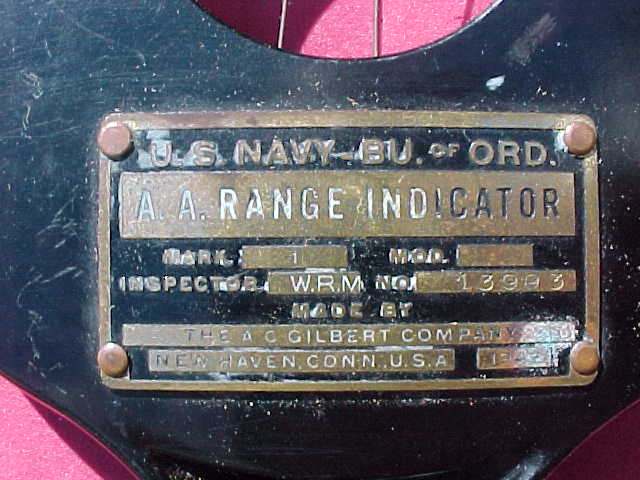 U. S. NAVY-BU. OF ORD.
A. A. RANGE INDICATOR
MARK. 1 MOD.
INSPECTOR. W.R.M NO. 13993
MADE BY
THE A C GILBERT COMPANY
NEW HAVEN, CONN. U.S.A